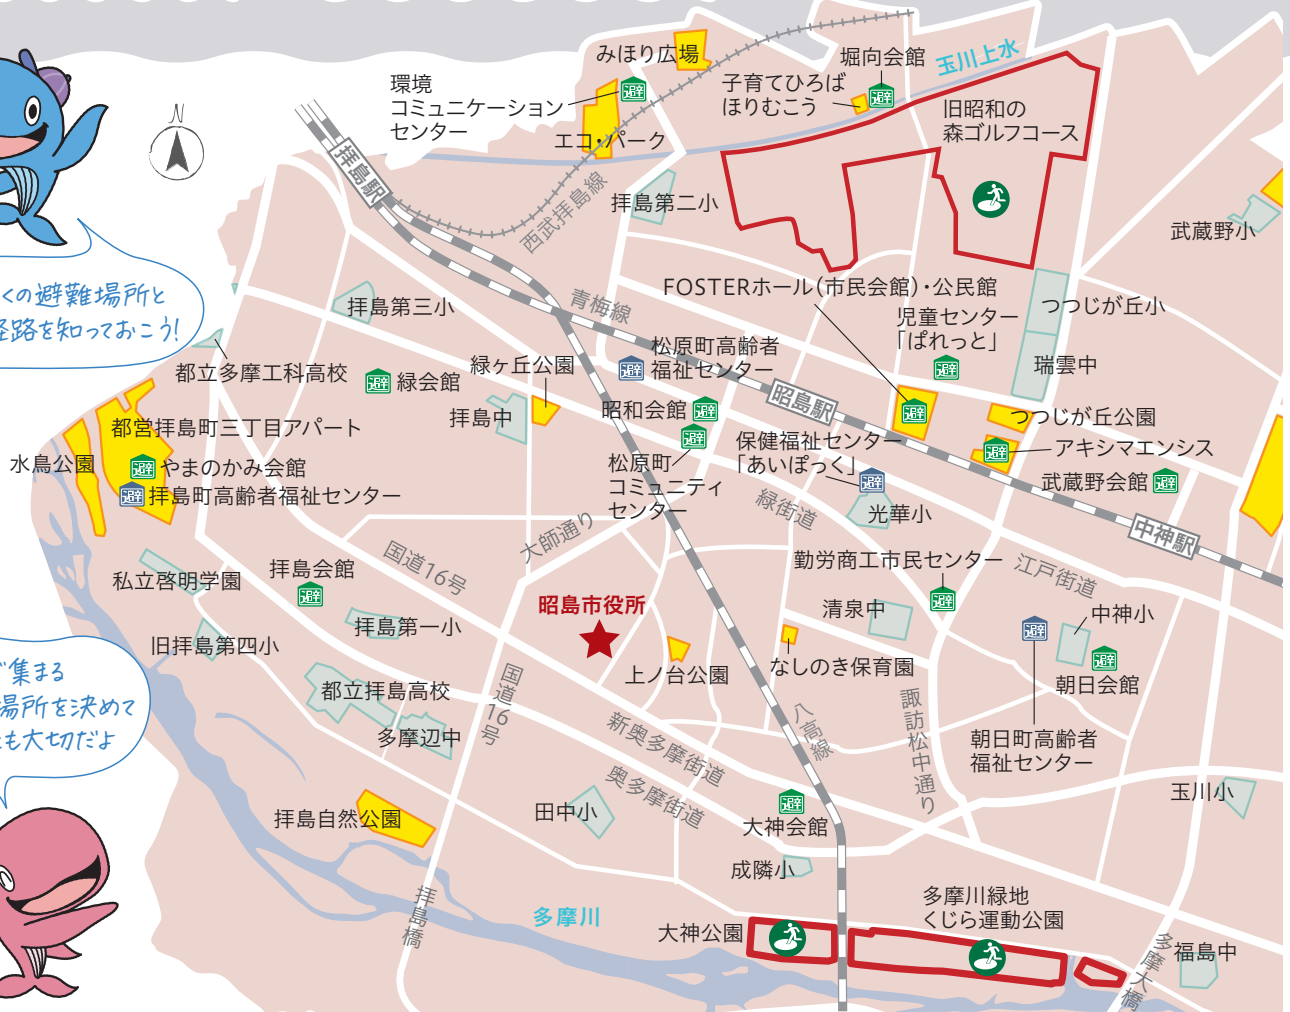 みほり広場
環境
コミュニケーション
センター
エコ・パーク
堀向会館
子育てひろば
ほりむこう
玉川上水
旧昭和の
森ゴルフコース
拝島駅
西武拝島線
拝島第二小
武蔵野小
くの避難場所と
経路を知っておこう!
拝島第三小
青梅線
FOSTERホール(市民会館)・公民館
児童センター
「ぱれっと」
つつじが丘小
都立多摩工科高校
避 緑会館
緑ヶ丘公園
避 松原町高齢者
福祉センター
瑞雲中
昭島駅
拝島中
昭和会館 避
つつじが丘公園
都営拝島町三丁目アパート
保健福祉センター
「あいぽっく」
アキシマエンシス
水鳥公園
避 やまのかみ会館
避 拝島町高齢者福祉センター
松原町
コミュニティ
センター
武蔵野会館 避
緑街道
光華小
大師通り
中神駅
国道16号
私立啓明学園
拝島会館
避
勤労商工市民センター
江戸街道
昭島市役所
清泉中
中神小
拝島第一小
旧拝島第四小
上ノ台公園
なしのき保育園
朝日会館
で集まる
場所を決めて
も大切だよ
都立拝島高校
国道16号
諏訪松中通り
八高線
新奥多摩街道
多摩辺中
朝日町高齢者
福祉センター
奥多摩街道
玉川小
拝島自然公園
田中小
避
大神会館
成隣小
拝島橋
多摩川
大神公園
多摩川緑地
くじら運動公園
多摩大橋
福島中